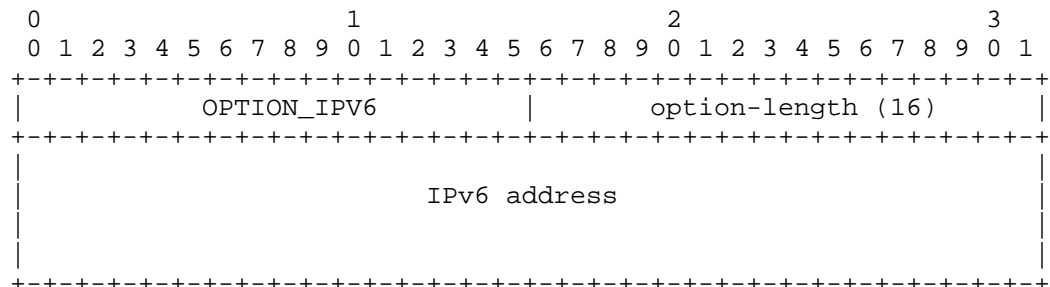 0                   1                   2                   3
 0 1 2 3 4 5 6 7 8 9 0 1 2 3 4 5 6 7 8 9 0 1 2 3 4 5 6 7 8 9 0 1
+-+-+-+-+-+-+-+-+-+-+-+-+-+-+-+-+-+-+-+-+-+-+-+-+-+-+-+-+-+-+-+-+
|          OPTION_IPV6          |       option-length (16)      |
+-+-+-+-+-+-+-+-+-+-+-+-+-+-+-+-+-+-+-+-+-+-+-+-+-+-+-+-+-+-+-+-+
|                                                               |
|                         IPv6 address                          |
|                                                               |
|                                                               |
+-+-+-+-+-+-+-+-+-+-+-+-+-+-+-+-+-+-+-+-+-+-+-+-+-+-+-+-+-+-+-+-+